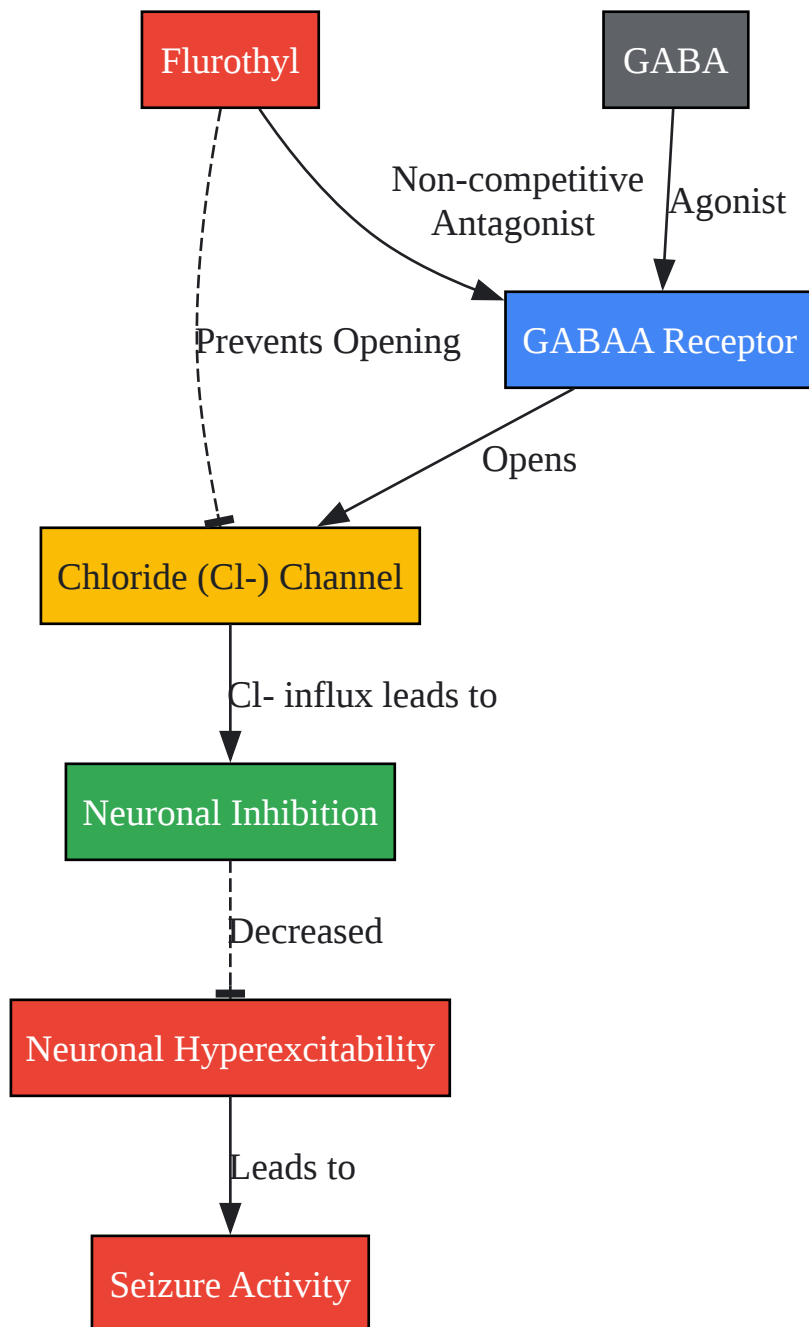 Flurothyl
GABA
Non-competitive
Antagonist
Agonist
Prevents Opening
GABAA Receptor
Opens
Chloride (Cl-) Channel
Cl- influx leads to
Neuronal Inhibition
Decreased
Neuronal Hyperexcitability
Leads to
Seizure Activity